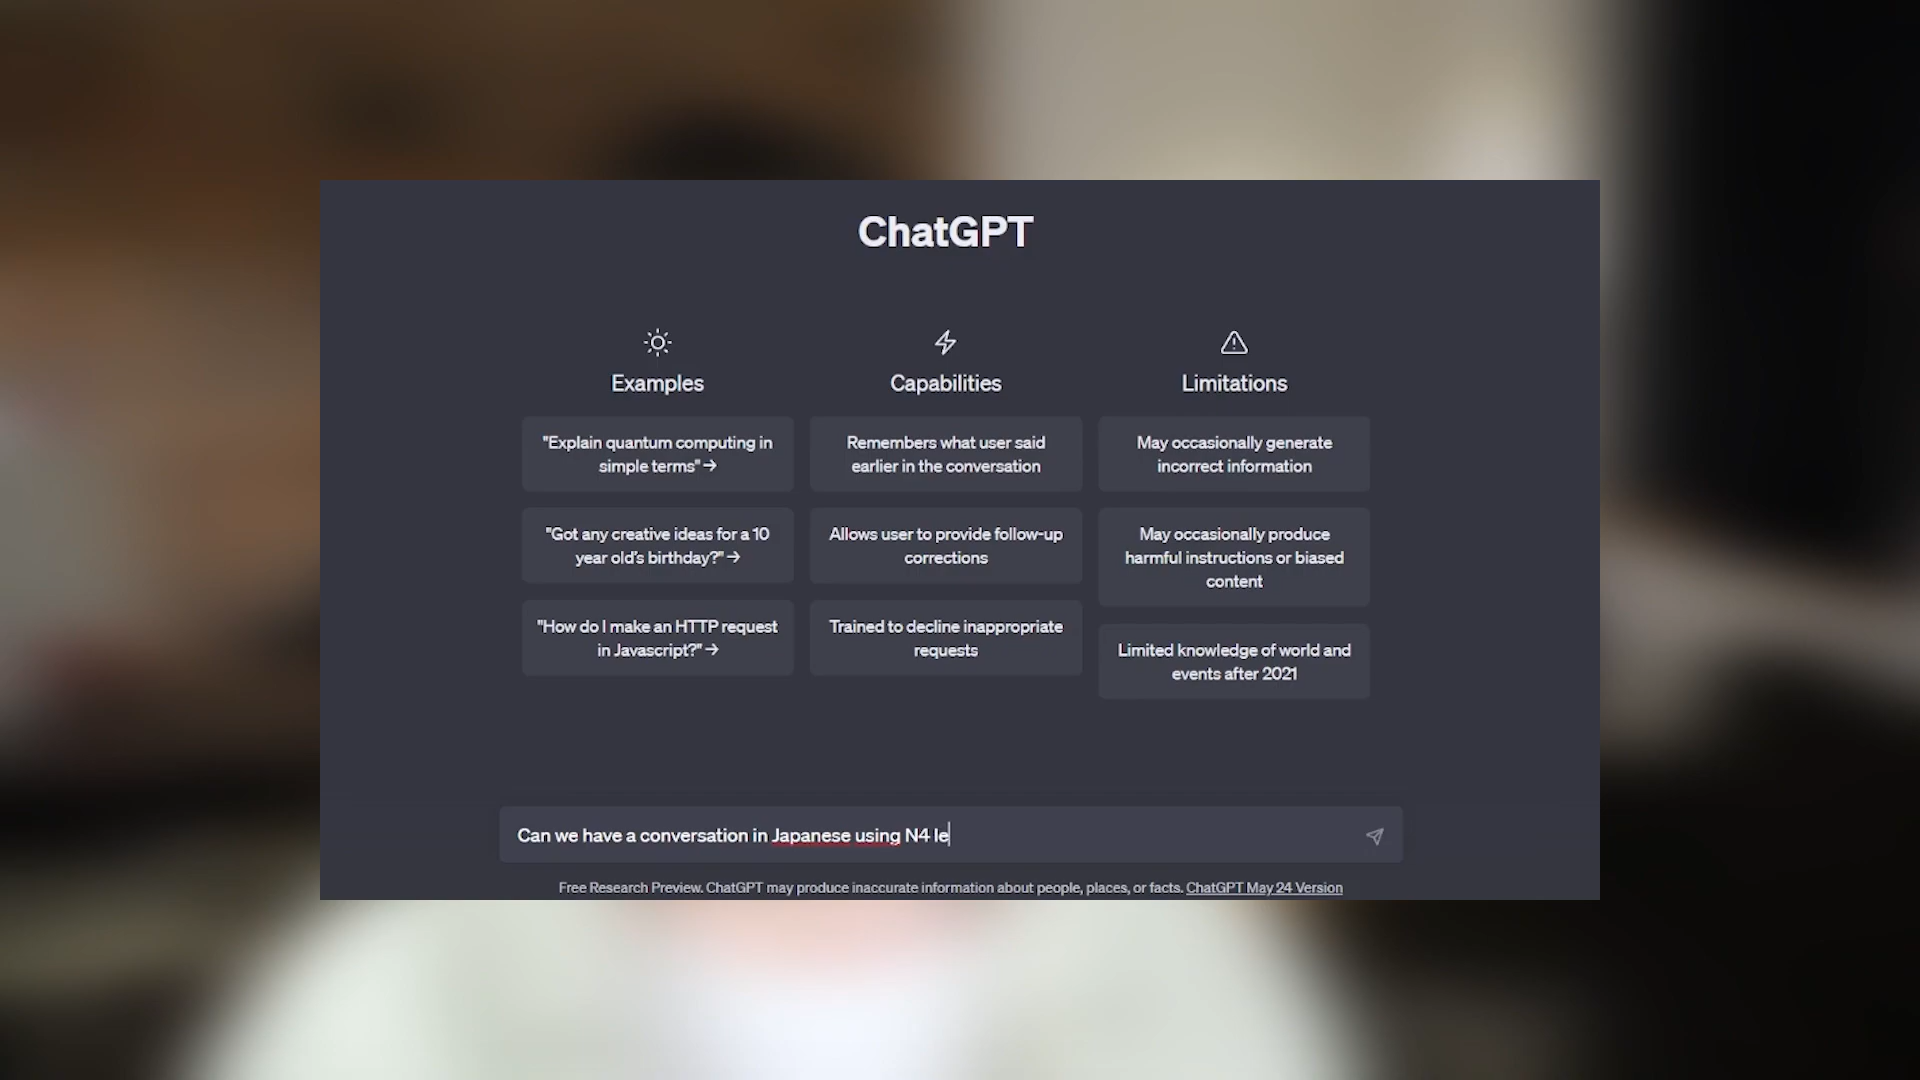 ChatGPT
Examples
"Explain quantum computing in
simple terms" →
"Got any creative ideas for a 10
year old's birthday?" →
"How do I make an HTTP request
in Javascript?" →
Capabilities
Remembers what user said
earlier in the conversation
Allows user to provide follow-up
corrections
Trained to decline inappropriate
requests
Limitations
May occasionally generate
incorrect information
May occasionally produce
harmful instructions or biased
content
Limited knowledge of world and
events after 2021
Can we have a conversation in Japanese using N4 le
Free Research Preview. ChatGPT may produce inaccurate information about people, places, or facts. ChatGPT May 24 Version